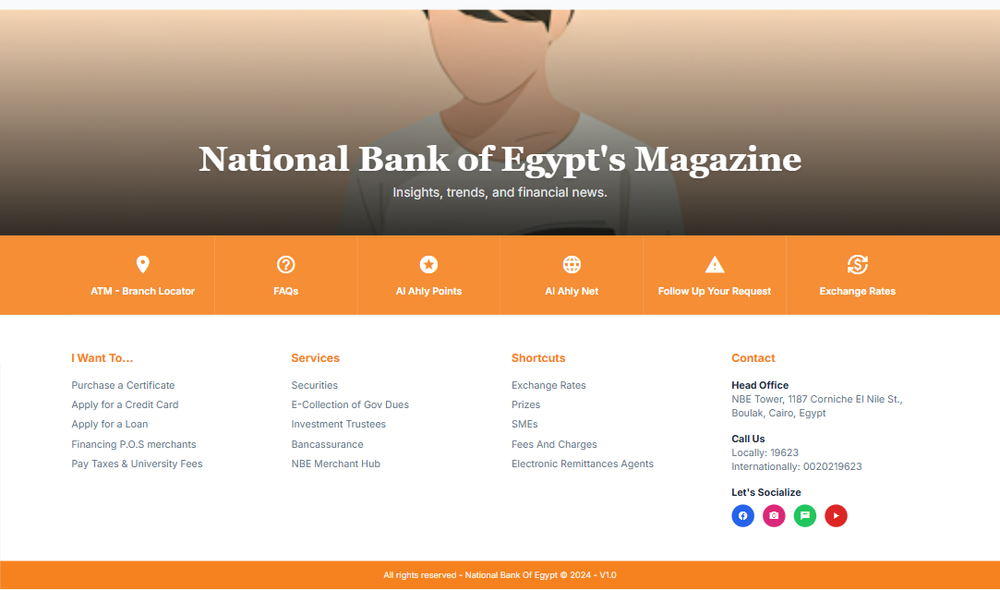 National Bank of Egypt's Magazine
Insights, trends, and financial news.
ATM - Branch Locator
FAQs
Al Ahly Points
Al Ahly Net
Follow Up Your Request
Exchange Rates
I Want To...
Purchase a Certificate
Apply for a Credit Card
Apply for a Loan
Financing P.O.S merchants
Pay Taxes & University Fees
Services
Securities
E-Collection of Gov Dues
Investment Trustees
Bancassurance
NBE Merchant Hub
Shortcuts
Exchange Rates
Prizes
SMEs
Fees And Charges
Electronic Remittances Agents
Contact
Head Office
NBE Tower, 1187 Corniche El Nile St.,
Boulak, Cairo, Egypt
Call Us
Locally: 19623
Internationally: 0020219623
Let's Socialize
All rights reserved - National Bank Of Egypt © 2024 - V1.0